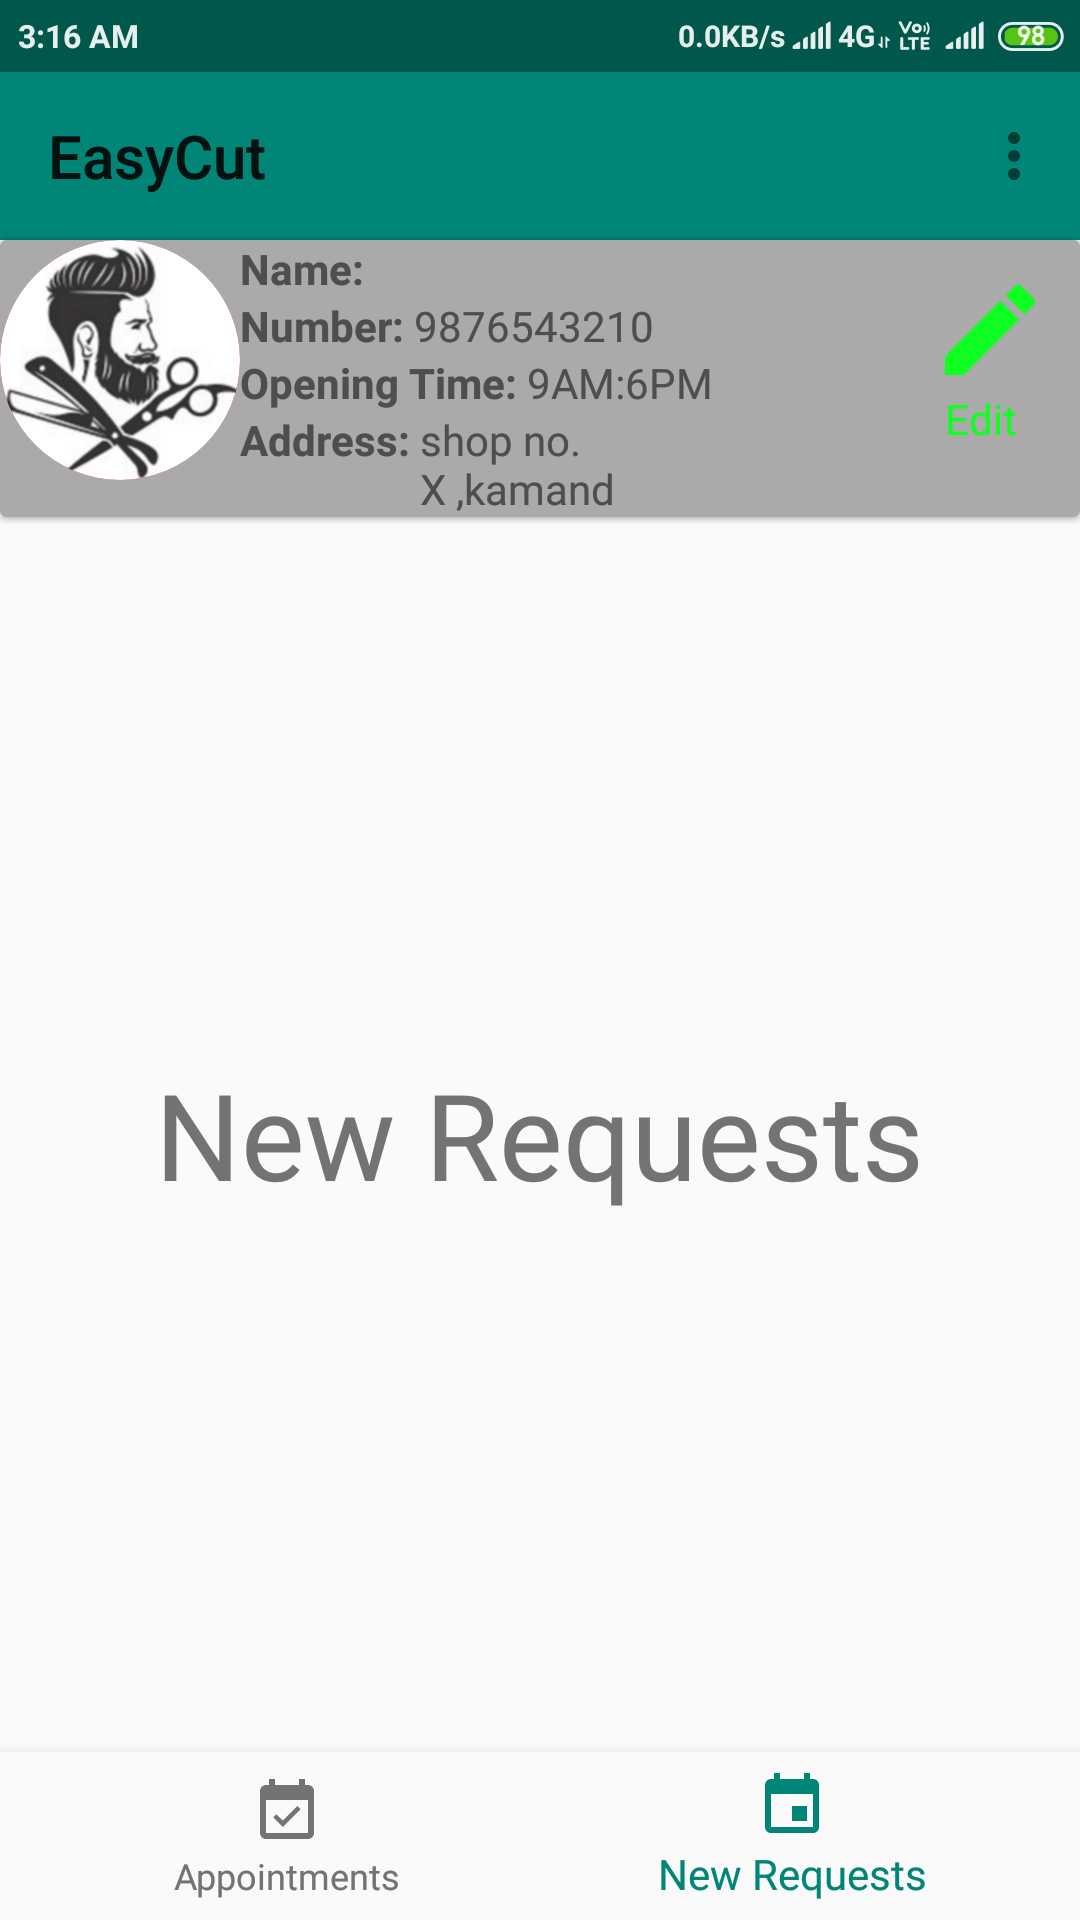 3:16 AM 0.0KB/s 4G Vo)) LTE 98
EasyCut
Name:
Number: 9876543210
Opening Time: 9AM:6PM
Address: shop no.
X ,kamand
Edit
New Requests
Appointments New Requests